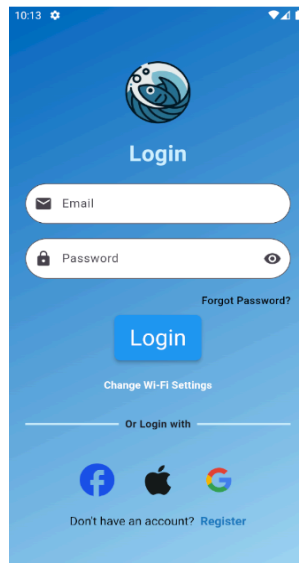 10:13
Login
Email
Password
Forgot Password?
Login
Change Wi-Fi Settings
Or Login with
Don't have an account? Register